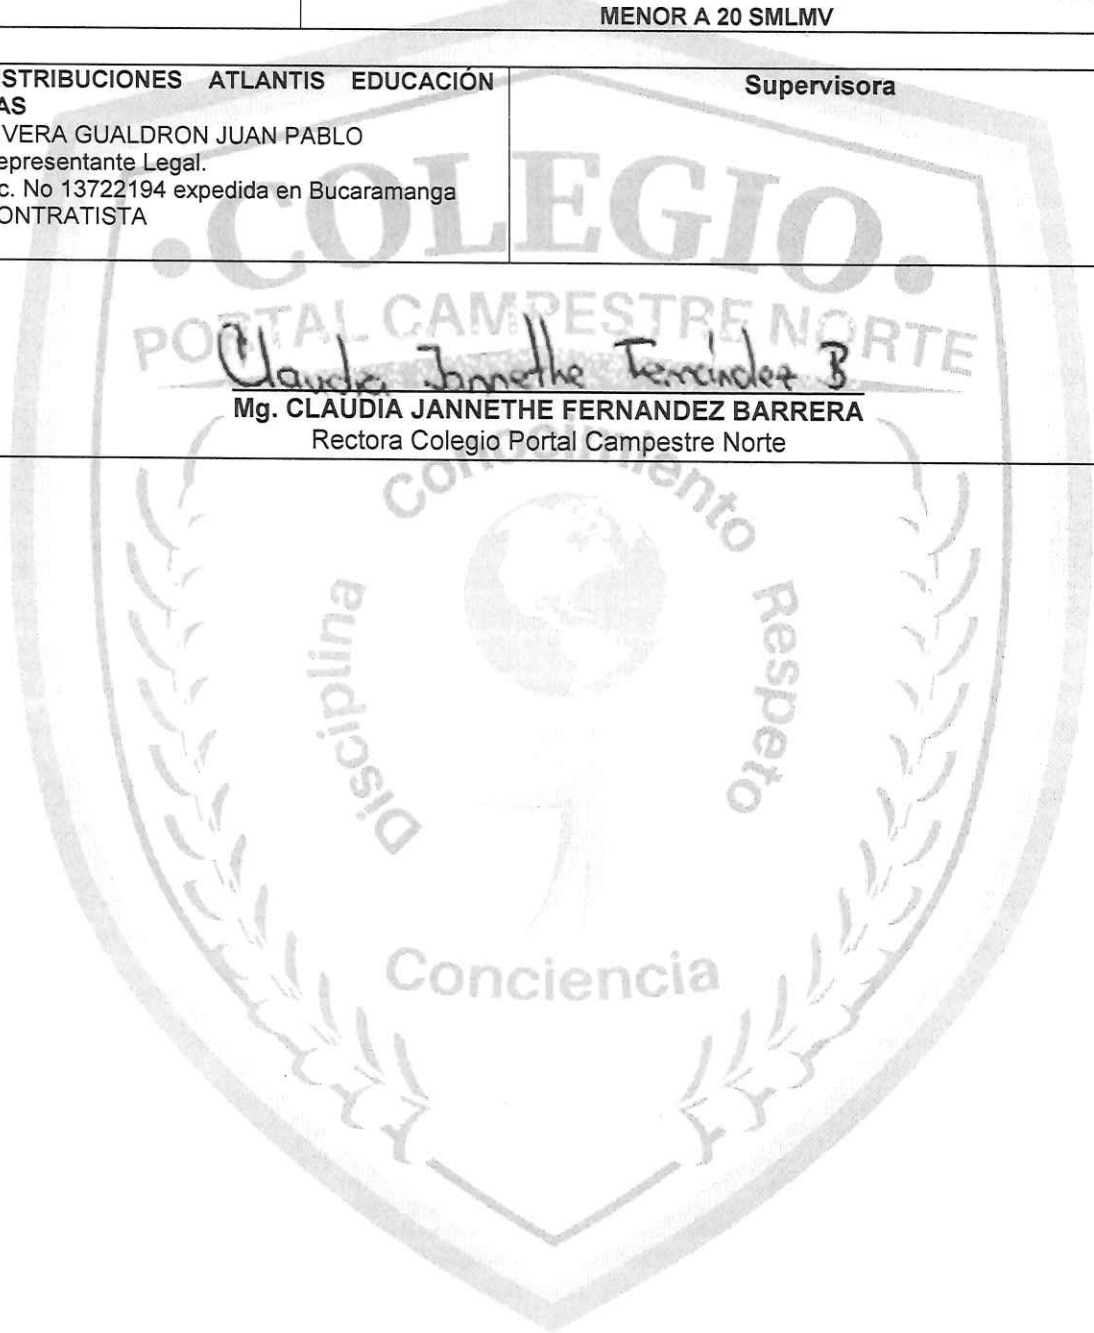 MENOR A 20 SMLMV
STRIBUCIONES ATLANTIS EDUCACIÓN
AS
VERA GUALDRON JUAN PABLO
epresentante Legal.
c. No 13722194 expedida en Bucaramanga
ONTRATISTA
Supervisora
•COLEGIO•
PORTAL CAMPESTRE NORTE
Claudia Jannethe Fernández B
Mg. CLAUDIA JANNETHE FERNANDEZ BARRERA
Rectora Colegio Portal Campestre Norte
Conocimiento
Disciplina
Respeto
Conciencia